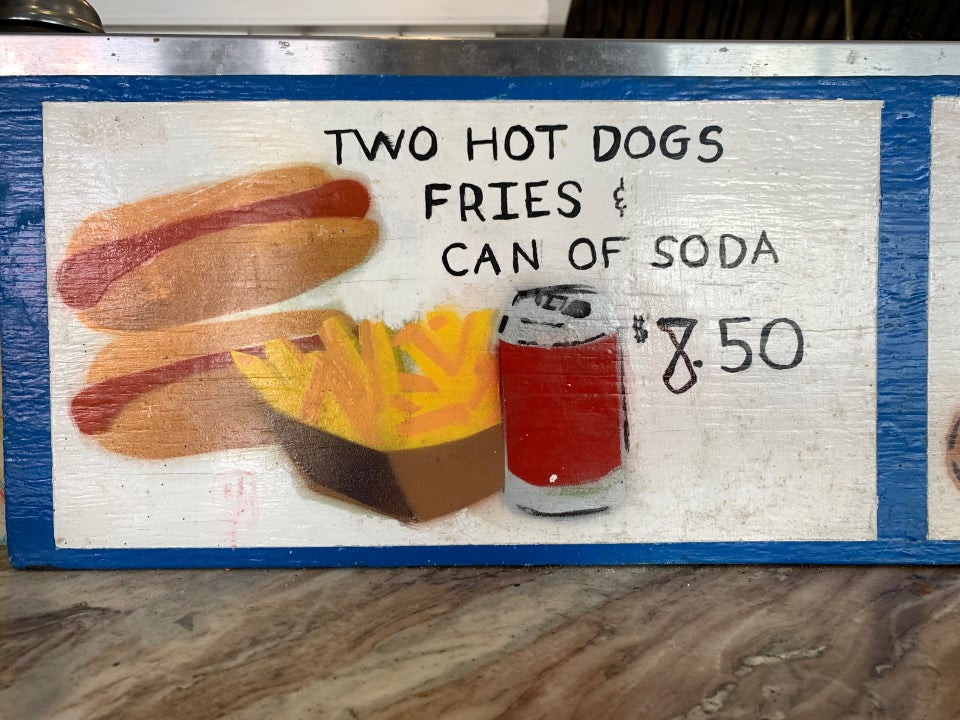 TWO HOT DOGS
FRIES &
CAN OF SODA
$8.50